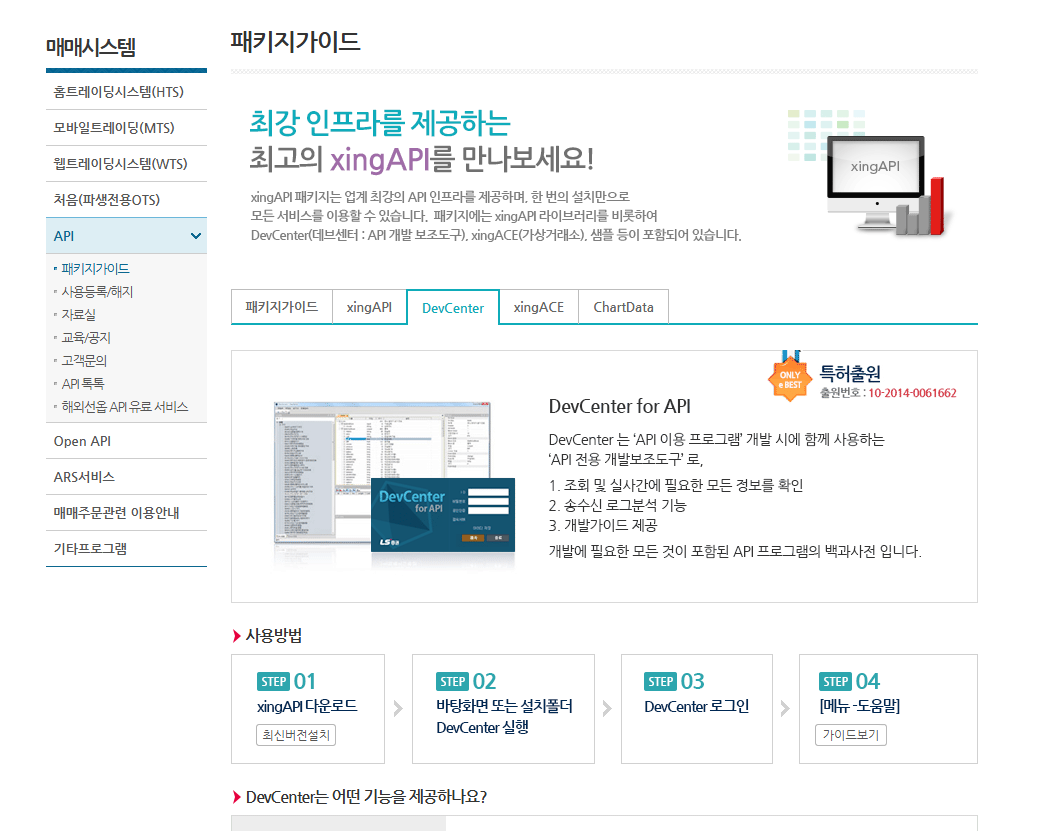 매매시스템
홈트레이딩시스템(HTS)
모바일트레이딩(MTS)
웹트레이딩시스템(WTS)
처음(파생전용OTS)
API
패키지가이드
사용등록/해지
자료실
교육/공지
고객문의
API 톡톡
해외선옵 API 유료 서비스
Open API
ARS서비스
매매주문관련 이용안내
기타프로그램
패키지가이드
최강 인프라를 제공하는
최고의 xingAPI를 만나보세요!
xingAPI 패키지는 업계 최강의 API 인프라를 제공하며, 한 번의 설치만으로
모든 서비스를 이용할 수 있습니다. 패키지에는 xingAPI 라이브러리를 비롯하여
DevCenter(데브센터 : API 개발 보조도구), xingACE(가상거래소), 샘플 등이 포함되어 있습니다.
xingAPI
패키지가이드
xingAPI
DevCenter
xingACE
ChartData
ONLY
e BEST
특허출원
출원번호 : 10-2014-0061662
DevCenter
for API
LS증권
DevCenter for API
DevCenter 는 ‘API 이용 프로그램’ 개발 시에 함께 사용하는
‘API 전용 개발보조도구’ 로,
1. 조회 및 실시간에 필요한 모든 정보를 확인
2. 송수신 로그분석 기능
3. 개발가이드 제공
개발에 필요한 모든 것이 포함된 API 프로그램의 백과사전 입니다.
사용방법
STEP 01
xingAPI 다운로드
최신버전설치
STEP 02
바탕화면 또는 설치폴더
DevCenter 실행
STEP 03
DevCenter 로그인
STEP 04
[메뉴 -도움말]
가이드보기
DevCenter는 어떤 기능을 제공하나요?